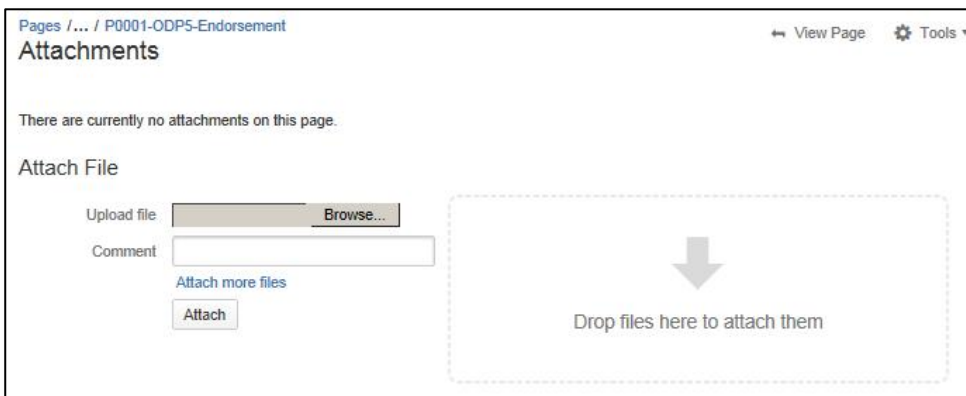 Pages /... / P0001-ODP5-Endorsement
View Page
Tools
Attachments
There are currently no attachments on this page.
Attach File
Upload file
Browse...
Comment
Attach more files
Attach
Drop files here to attach them